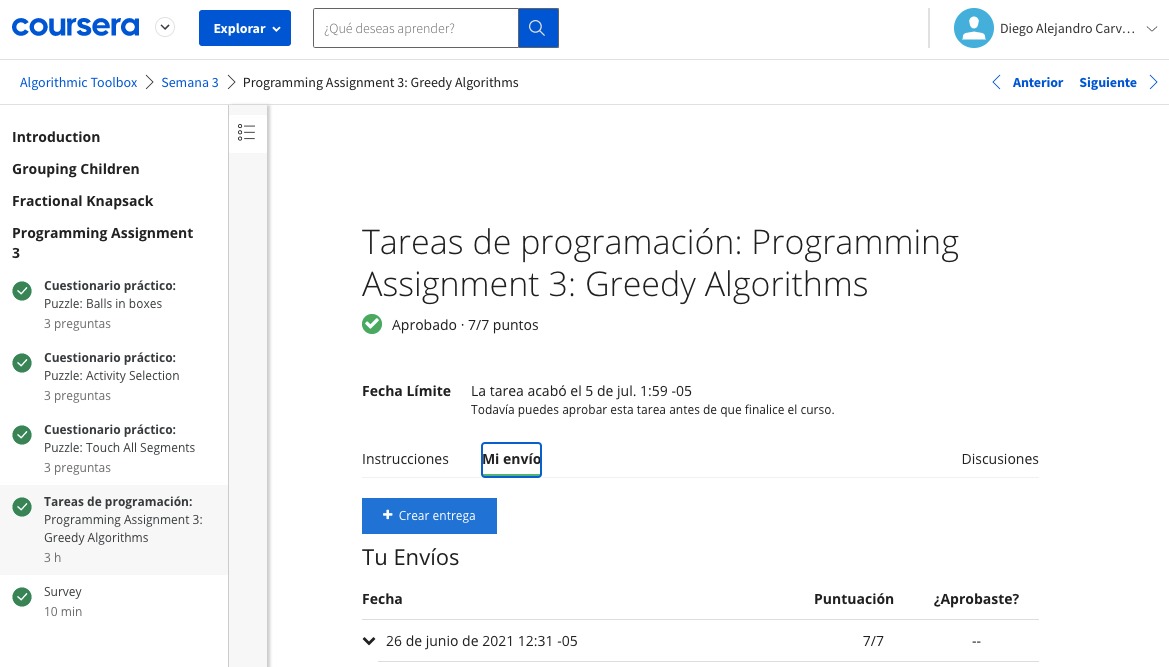 coursera
Explorar
¿Qué deseas aprender?
Diego Alejandro Carv...
Algorithmic Toolbox
Semana 3
Programming Assignment 3: Greedy Algorithms
Anterior
Siguiente
Introduction
Grouping Children
Fractional Knapsack
Programming Assignment
3
Cuestionario práctico:
Puzzle: Balls in boxes
3 preguntas
Cuestionario práctico:
Puzzle: Activity Selection
3 preguntas
Cuestionario práctico:
Puzzle: Touch All Segments
3 preguntas
Tareas de programación:
Programming Assignment 3:
Greedy Algorithms
3 h
Survey
10 min
Tareas de programación: Programming
Assignment 3: Greedy Algorithms
Aprobado · 7/7 puntos
Fecha Límite
La tarea acabó el 5 de jul. 1:59 -05
Todavía puedes aprobar esta tarea antes de que finalice el curso.
Instrucciones
Mi envío
Discusiones
+ Crear entrega
Tu Envíos
Fecha
Puntuación
¿Aprobaste?
26 de junio de 2021 12:31 -05
7/7
--